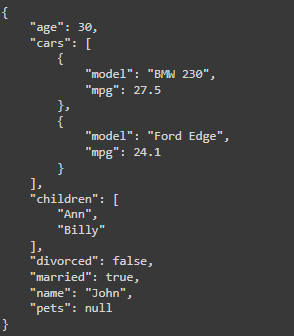 {
    "age": 30,
    "cars": [
        {
            "model": "BMW 230",
            "mpg": 27.5
        },
        {
            "model": "Ford Edge",
            "mpg": 24.1
        }
    ],
    "children": [
        "Ann",
        "Billy"
    ],
    "divorced": false,
    "married": true,
    "name": "John",
    "pets": null
}